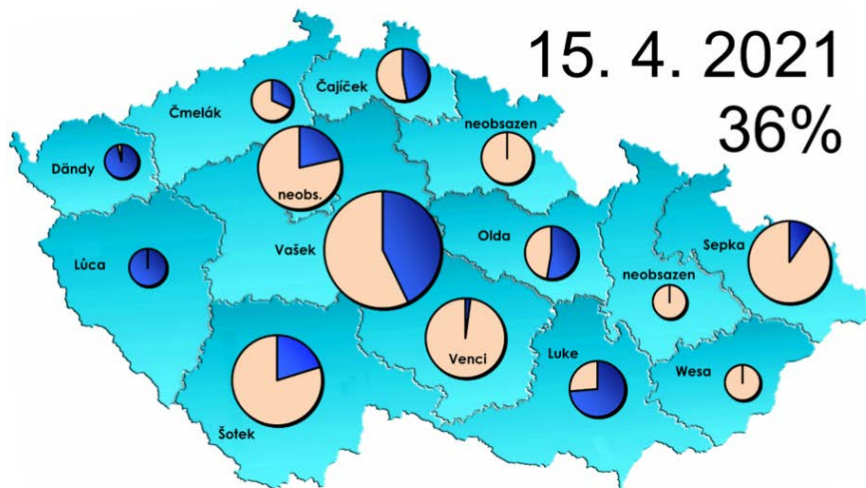 15. 4. 2021
36%
Čajíček
Čmelák
neobsazen
Dändy
neobs.
Vašek
Olda
Sepka
Lůca
neobsazen
Venci
Luke
Wesa
Šotek